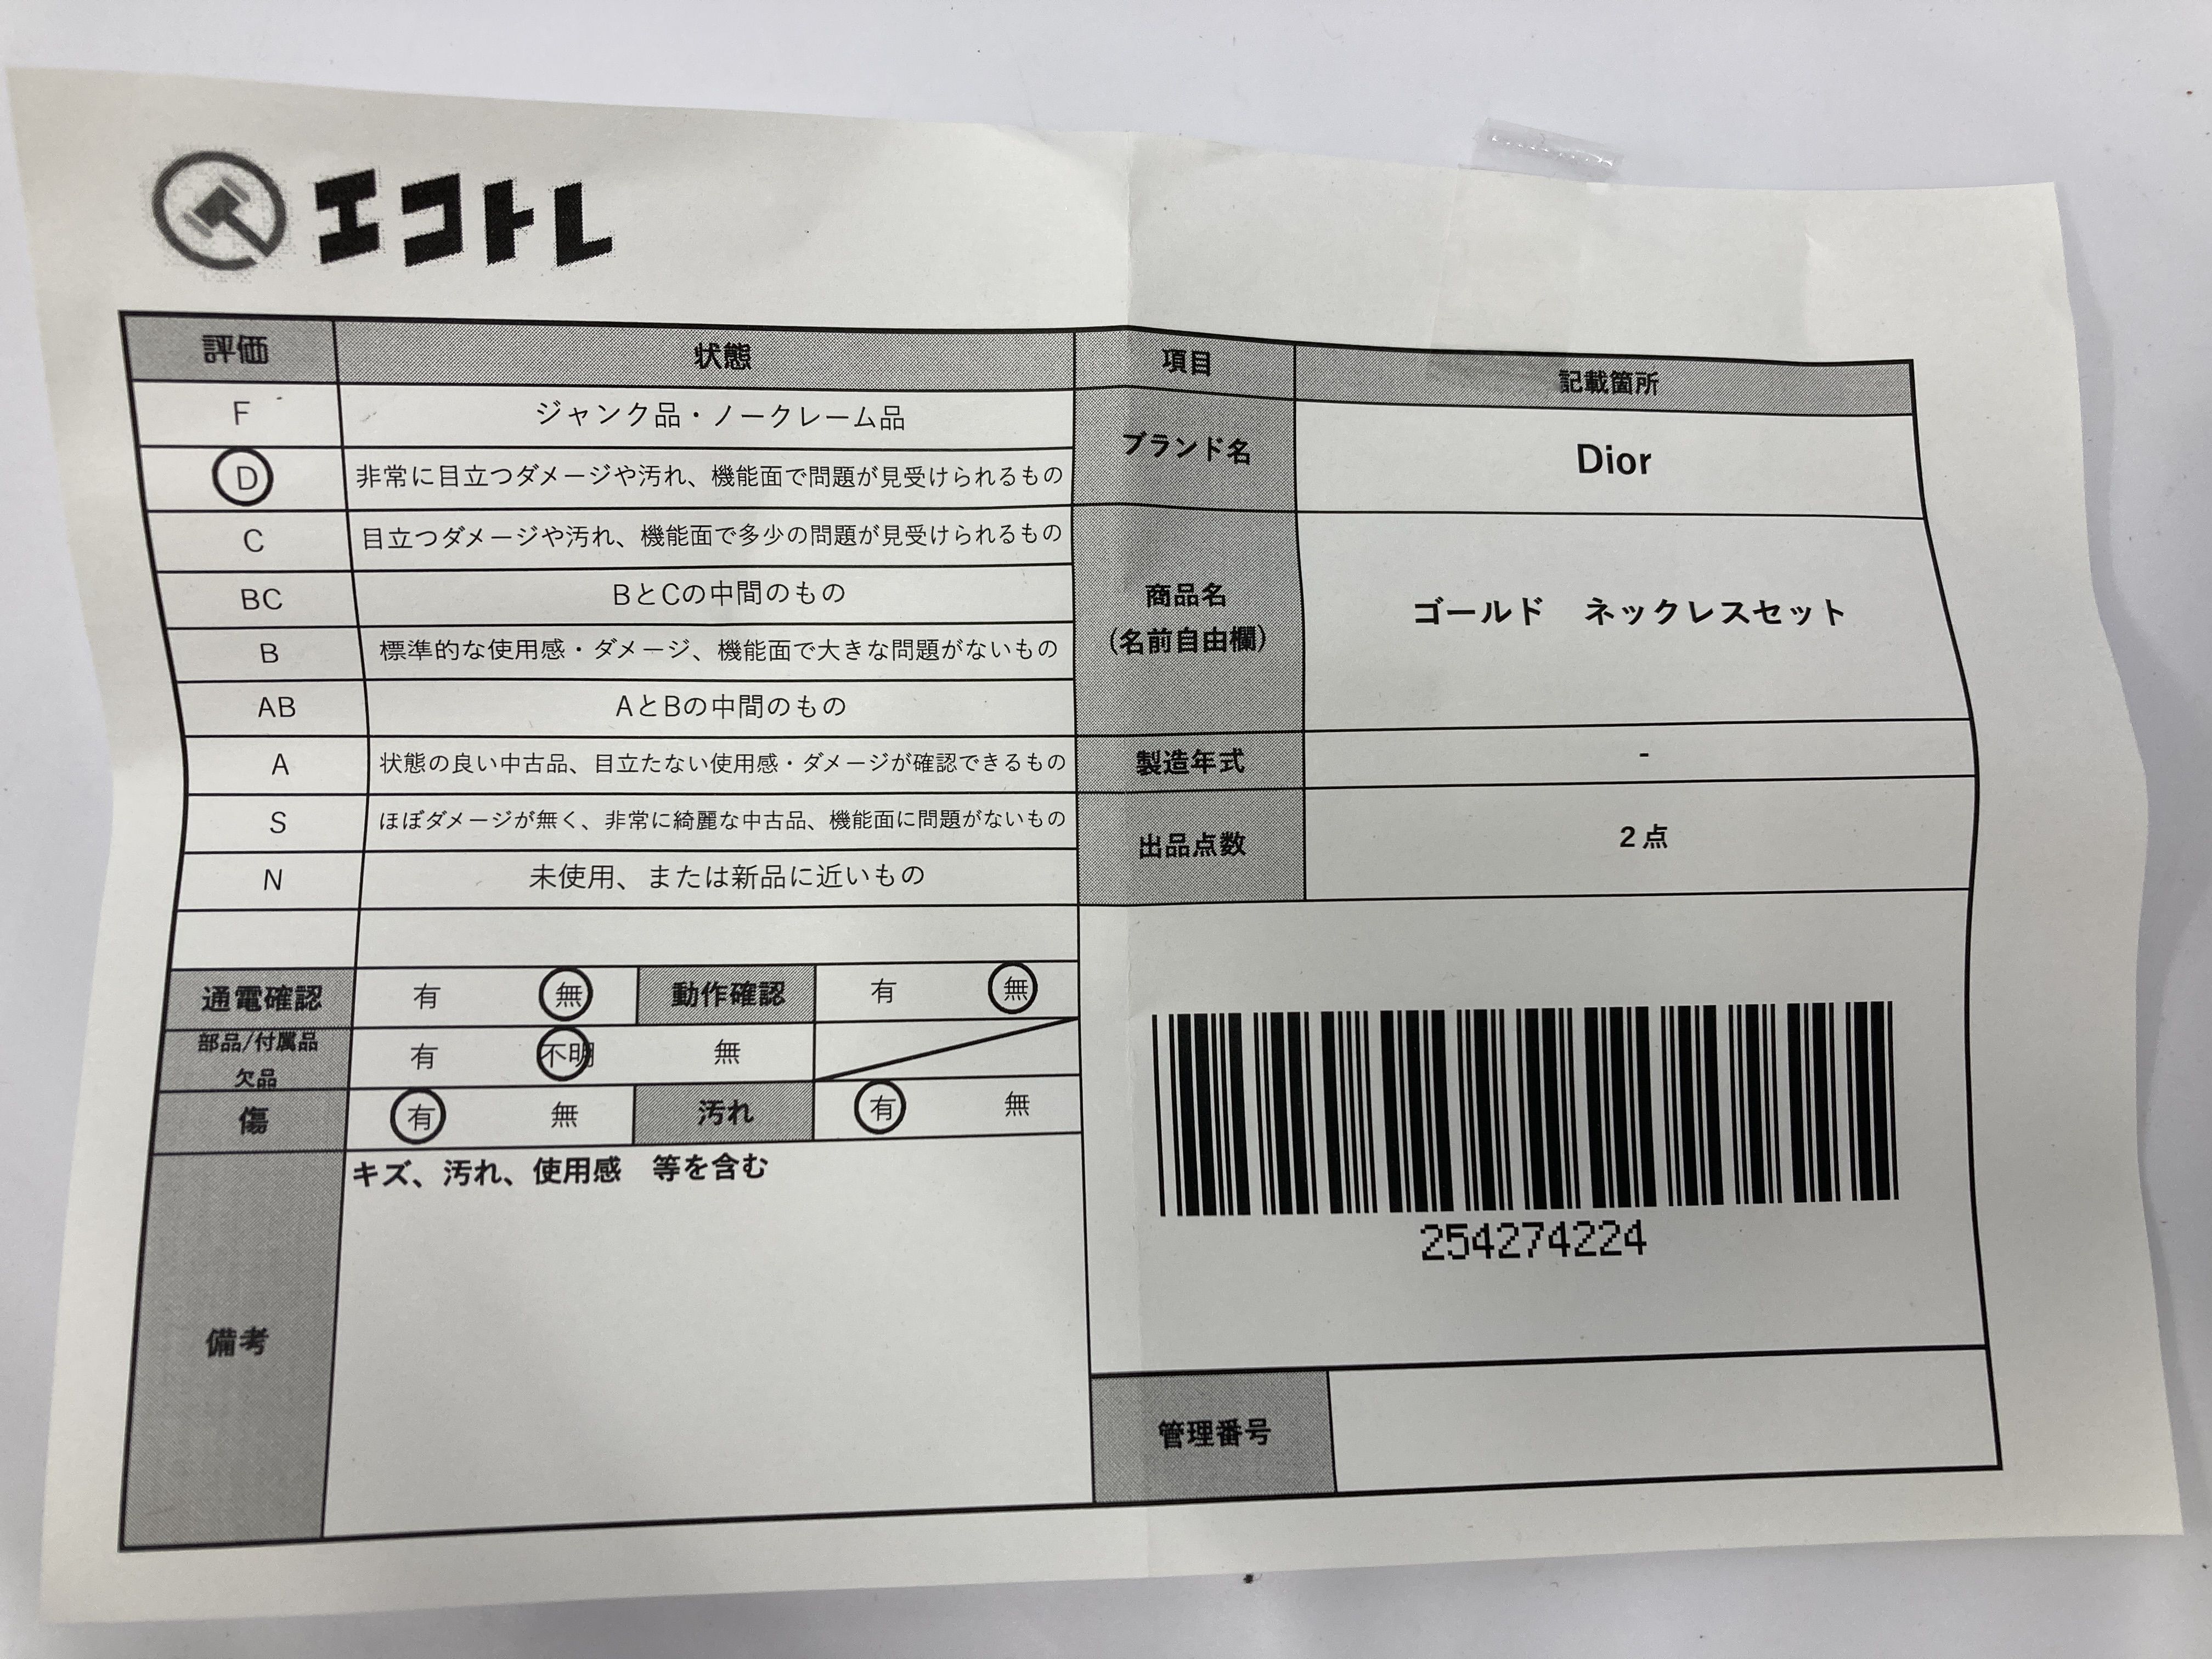 エコトレ
評価 状態
F ジャンク品・ノークレーム品
D 非常に目立つダメージや汚れ、機能面で問題が見受けられるもの
C 目立つダメージや汚れ、機能面で多少の問題が見受けられるもの
BC BとCの中間のもの
B 標準的な使用感・ダメージ、機能面で大きな問題がないもの
AB AとBの中間のもの
A 状態の良い中古品、目立たない使用感・ダメージが確認できるもの
S ほぼダメージが無く、非常に綺麗な中古品、機能面に問題がないもの
N 未使用、または新品に近いもの
通電確認 有 無 動作確認 有 無
部品/付属品
欠品 有 不明 無
傷 有 無 汚れ 有 無
備考 キズ、汚れ、使用感 等を含む
項目 記載箇所
ブランド名 Dior
商品名
(名前自由欄) ゴールド ネックレスセット
製造年式 -
出品点数 2点
254274224
管理番号